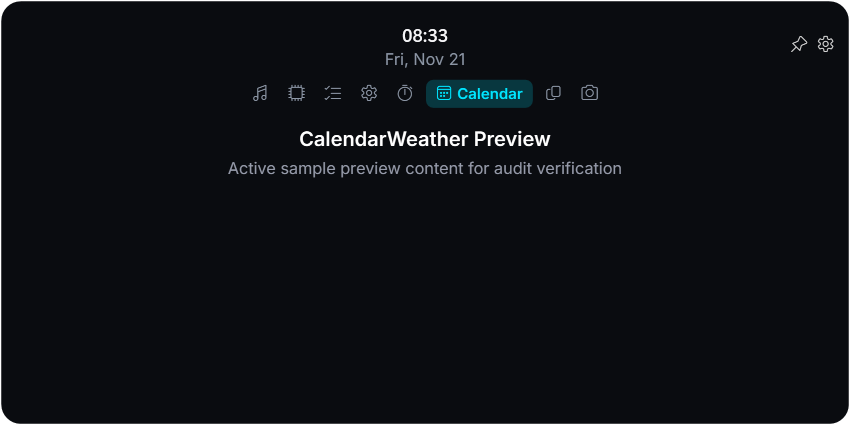 08:33
Fri, Nov 21
Calendar
CalendarWeather Preview
Active sample preview content for audit verification